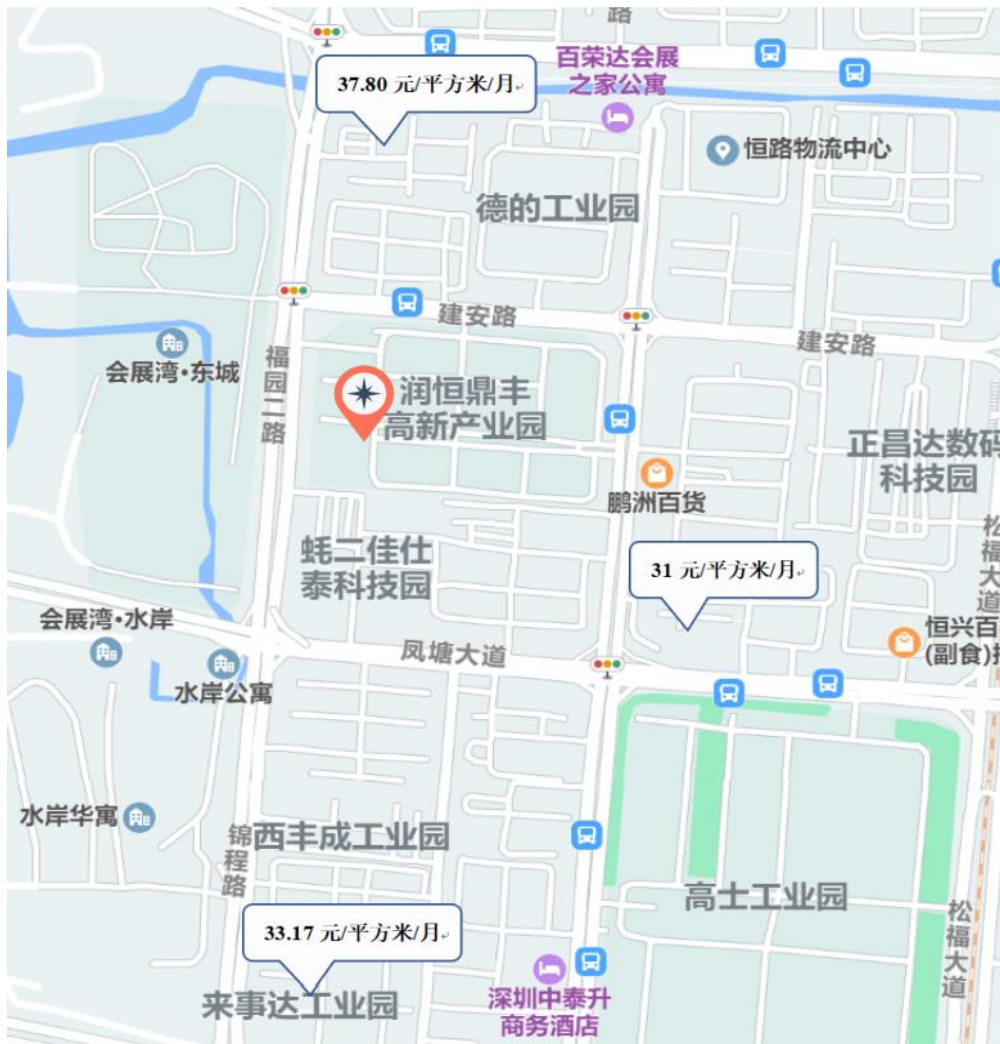 路
百荣达会展
之家公寓
37.80 元/平方米/月
恒路物流中心
德的工业园
建安路
建安路
会展湾·东城
福园二路
润恒鼎丰
高新产业园
正昌达数码
科技园
鹏洲百货
松福大道
蚝二佳仕
泰科技园
31 元/平方米/月
会展湾·水岸
恒兴百
(副食)
凤塘大道
水岸公寓
水岸华寓
锦程路
西丰成工业园
高士工业园
松福大道
33.17 元/平方米/月
来事达工业园
深圳中泰升
商务酒店